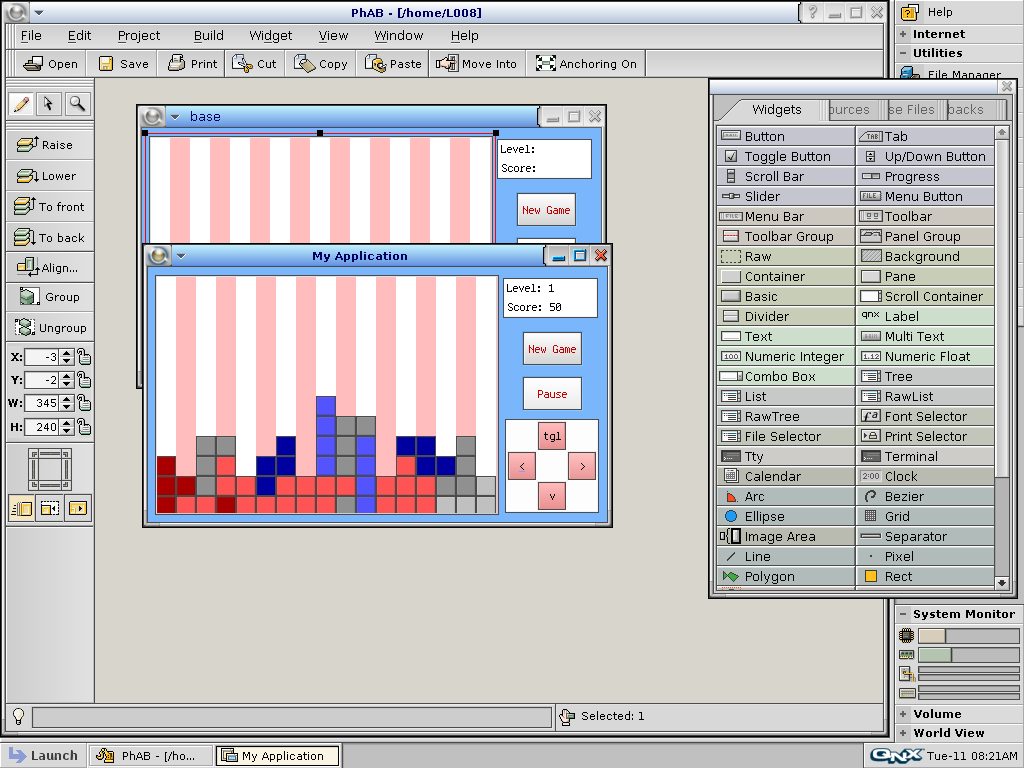 PhAB - [/home/L008]
File Edit Project Build Widget View Window Help
Open Save Print Cut Copy Paste Move Into Anchoring On
Raise
Lower
To front
To back
Align...
Group
Ungroup
X: -3
Y: -2
W: 345
H: 240
base
Level:
Score:
New Game
My Application
Level: 1
Score: 50
New Game
Pause
tgl
< >
v
Widgets ources se Files backs
Button Tab
Toggle Button Up/Down Button
Scroll Bar Progress
Slider Menu Button
Menu Bar Toolbar
Toolbar Group Panel Group
Raw Background
Container Pane
Basic Scroll Container
Divider Label
Text Multi Text
Numeric Integer Numeric Float
Combo Box Tree
List RawList
RawTree Font Selector
File Selector Print Selector
Tty Terminal
Calendar Clock
Arc Bezier
Ellipse Grid
Image Area Separator
Line Pixel
Polygon Rect
Help
Internet
Utilities
File Manager
System Monitor
Volume
World View
Selected: 1
Launch PhAB - [/ho... My Application QNX Tue-11 08:21AM